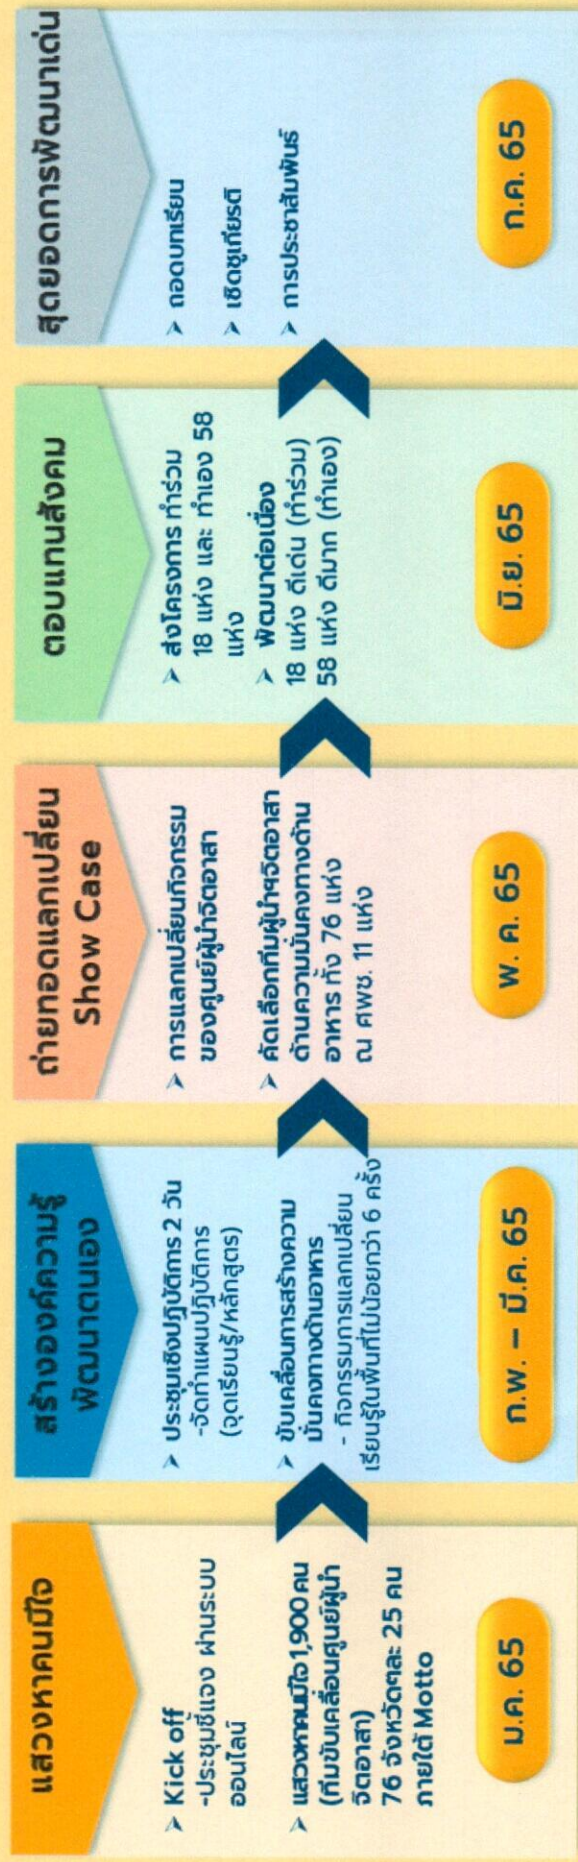 แสวงหาคนมีใจ
➢ Kick off
-ประชุมชี้แจง ผ่านระบบ
ออนไลน์
➢ แสวงหาคนมีใจ 1,900 คน
(ทีมขับเคลื่อนศูนย์ผู้นำ
จิตอาสา)
76 จังหวัดๆละ 25 คน
ภายใต้ Motto
ม.ค. 65
สร้างองค์ความรู้
พัฒนาตนเอง
➢ ประชุมเชิงปฏิบัติการ 2 วัน
-จัดทำแผนปฏิบัติการ
(จุดเรียนรู้/หลักสูตร)
➢ ขับเคลื่อนการสร้างความ
มั่นคงทางด้านอาหาร
- กิจกรรมการแลกเปลี่ยน
เรียนรู้ในพื้นที่ไม่น้อยกว่า 6 ครั้ง
ก.พ. – มี.ค. 65
ถ่ายทอดแลกเปลี่ยน
Show Case
➢ การแลกเปลี่ยนกิจกรรม
ของศูนย์ผู้นำจิตอาสา
➢ คัดเลือกทีมผู้นำฯจิตอาสา
ด้านความมั่นคงทางด้าน
อาหาร ทั้ง 76 แห่ง
ณ ศพช. 11 แห่ง
พ. ค. 65
ตอบแทนสังคม
➢ ส่งโครงการ ทำร่วม
18 แห่ง และ ทำเอง 58
แห่ง
➢ พัฒนาต่อเนื่อง
18 แห่ง ดีเด่น (ทำร่วม)
58 แห่ง ดีมาก (ทำเอง)
มิ.ย. 65
สุดยอดการพัฒนาเด่น
➢ ถอดบทเรียน
➢ เชิดชูเกียรติ
➢ การประชาสัมพันธ์
ก.ค. 65